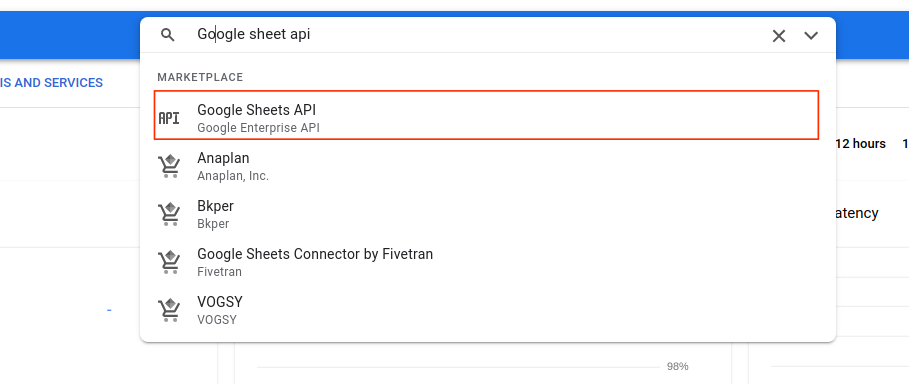 Google sheet api
IS AND SERVICES
MARKETPLACE
API
Google Sheets API
Google Enterprise API
12 hours
1
Anaplan
Anaplan, Inc.
Bkper
Bkper
atency
Google Sheets Connector by Fivetran
Fivetran
VOGSY
VOGSY
-
98%